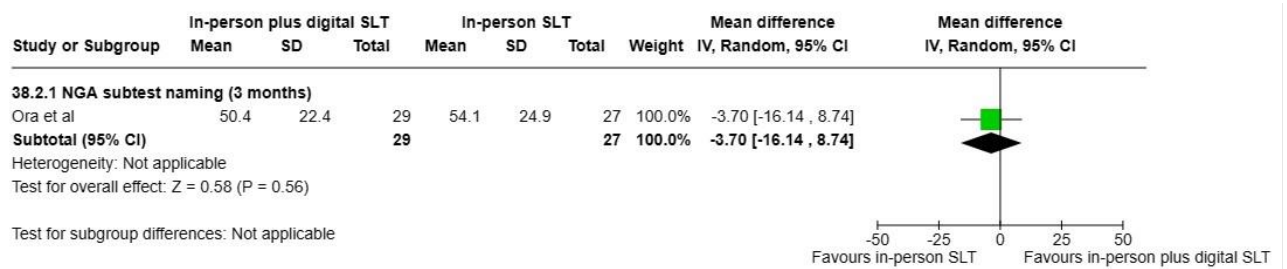 In-person plus digital SLT In-person SLT Mean difference Mean difference
Study or Subgroup Mean SD Total Mean SD Total Weight IV, Random, 95% CI IV, Random, 95% CI
38.2.1 NGA subtest naming (3 months)
Ora et al 50.4 22.4 29 54.1 24.9 27 100.0% -3.70 [-16.14 , 8.74]
Subtotal (95% CI) 29 27 100.0% -3.70 [-16.14 , 8.74]
Heterogeneity: Not applicable
Test for overall effect: Z = 0.58 (P = 0.56)
Test for subgroup differences: Not applicable
-50 -25 0 25 50
Favours in-person SLT Favours in-person plus digital SLT